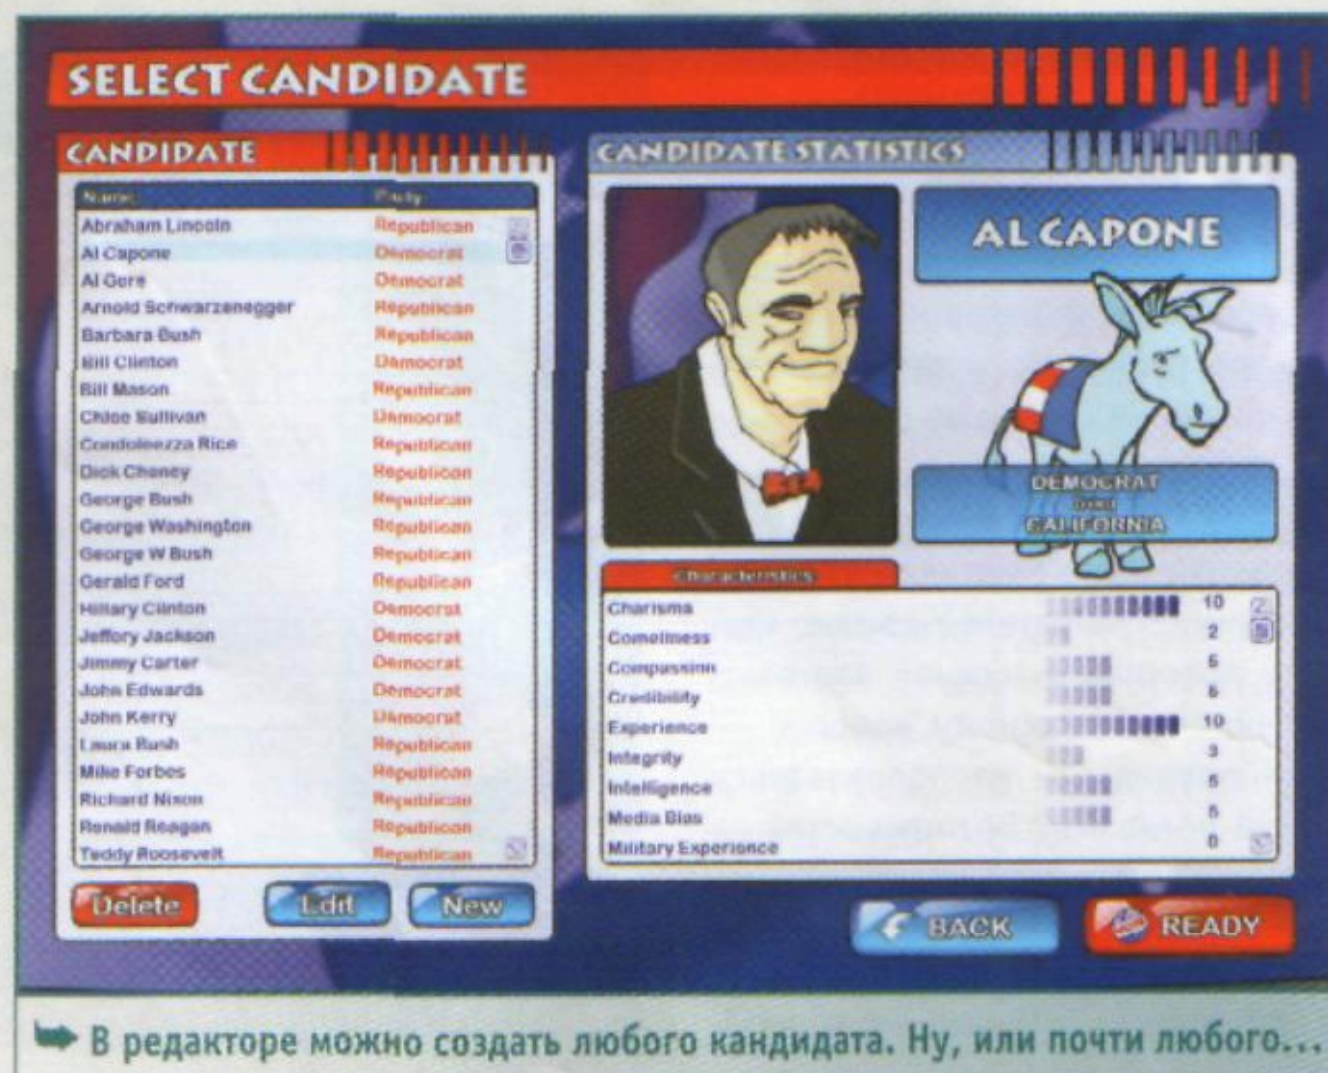 SELECT CANDIDATE
CANDIDATE
Name Party
Abraham Lincoln Republican
Al Capone Democrat
Al Gore Democrat
Arnold Schwarzenegger Republican
Barbara Bush Republican
Bill Clinton Democrat
Bill Mason Republican
Chloe Sullivan Democrat
Condoleezza Rice Republican
Dick Cheney Republican
George Bush Republican
George Washington Republican
George W Bush Republican
Gerald Ford Republican
Hillary Clinton Democrat
Jeffory Jackson Democrat
Jimmy Carter Democrat
John Edwards Democrat
John Kerry Democrat
Laura Bush Republican
Mike Forbes Republican
Richard Nixon Republican
Ronald Reagan Republican
Teddy Roosevelt Republican
Delete Edit New
CANDIDATE STATISTICS
AL CAPONE
DEMOCRAT
CALIFORNIA
Characteristics
Charisma 10
Comeliness 2
Compassion 5
Credibility 5
Experience 10
Integrity 3
Intelligence 5
Media Bias 5
Military Experience 0
BACK READY
В редакторе можно создать любого кандидата. Ну, или почти любого...